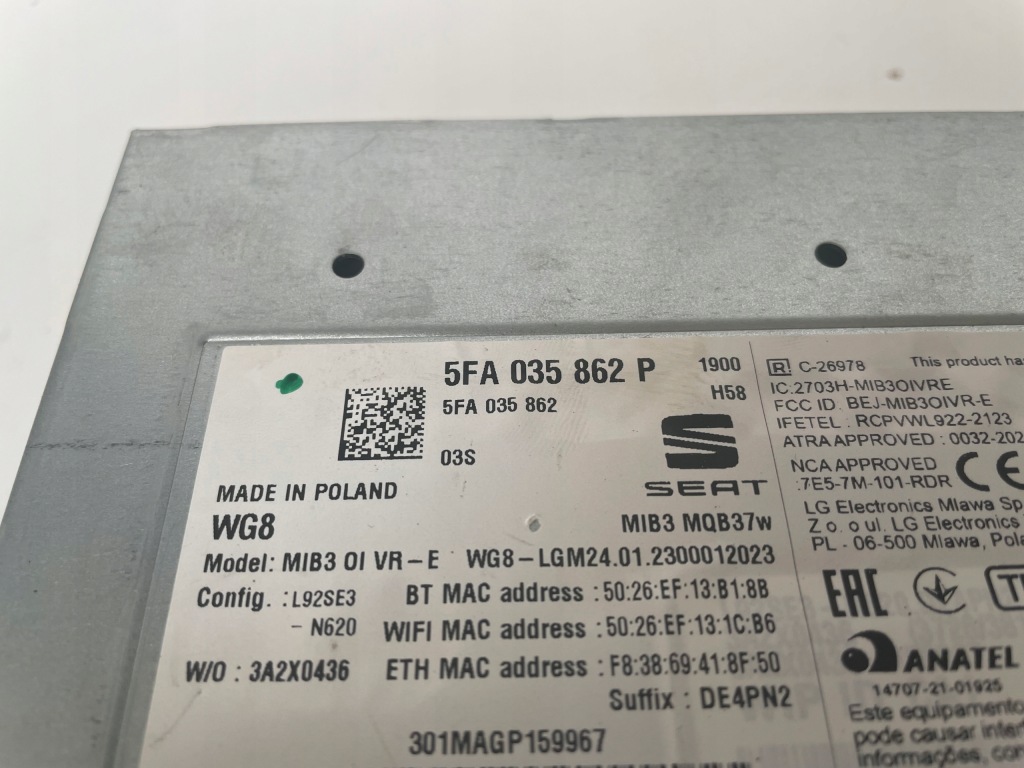 5FA 035 862 P
1900
5FA 035 862
H58
03S
SEAT
MADE IN POLAND
WG8
MIB3 MQB37w
Model: MIB3 OI VR-E
WG8-LGM24.01.2300012023
Config. :L92SE3
- N620
BT MAC address :50:26:EF:13:B1:8B
WIFI MAC address :50:26:EF:13:1C:B6
W/O : 3A2X0436
ETH MAC address :F8:38:69:41:8F:50
Suffix : DE4PN2
301MAGP159967
R C-26978
This product ha
IC:2703H-MIB3OIVRE
FCC ID. BEJ-MIB3OIVR-E
IFETEL : RCPVWL922-2123
ATRA APPROVED : 0032-202
NCA APPROVED
:7E5-7M-101-RDR
CE
LG Electronics Mlawa Sp
Z o. o ul. LG Electronics
PL - 06-500 Mlawa, Pola
EAC
ANATEL
14707-21-01925
Este equipamento
pode causar inter
informações, con